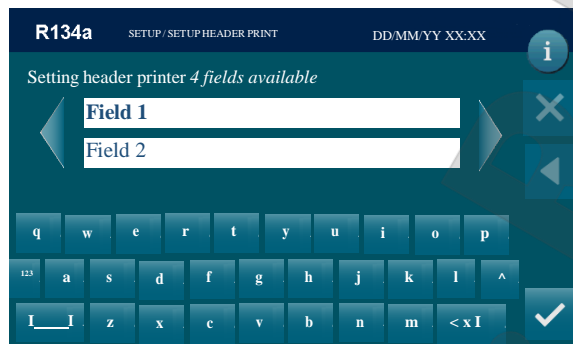 R134a SETUP / SETUP HEADER PRINT DD/MM/YY XX:XX
i
Setting header printer 4 fields available
Field 1
Field 2
q w e r t y u i o p
123 a s d f g h j k l ^
I___I z x c v b n m < x I